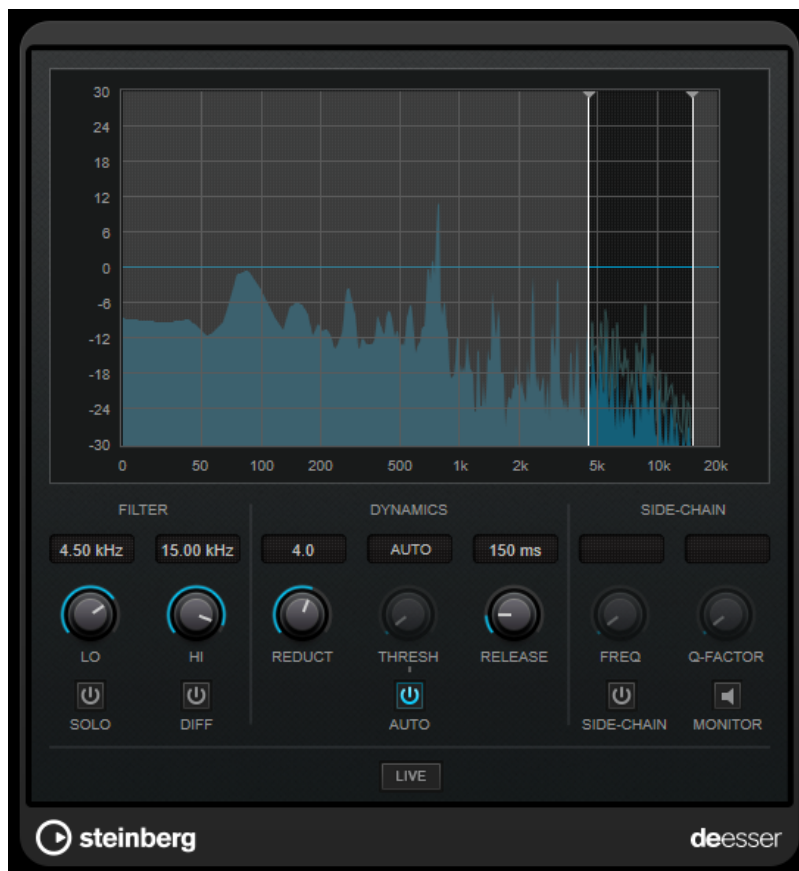 30
24
18
12
6
0
-6
-12
-18
-24
-30
0 50 100 200 500 1k 2k 5k 10k 20k
FILTER DYNAMICS SIDE-CHAIN
4.50 kHz 15.00 kHz 4.0 AUTO 150 ms
LO HI REDUCT THRESH RELEASE FREQ Q-FACTOR
SOLO DIFF AUTO SIDE-CHAIN MONITOR
LIVE
steinberg deesser